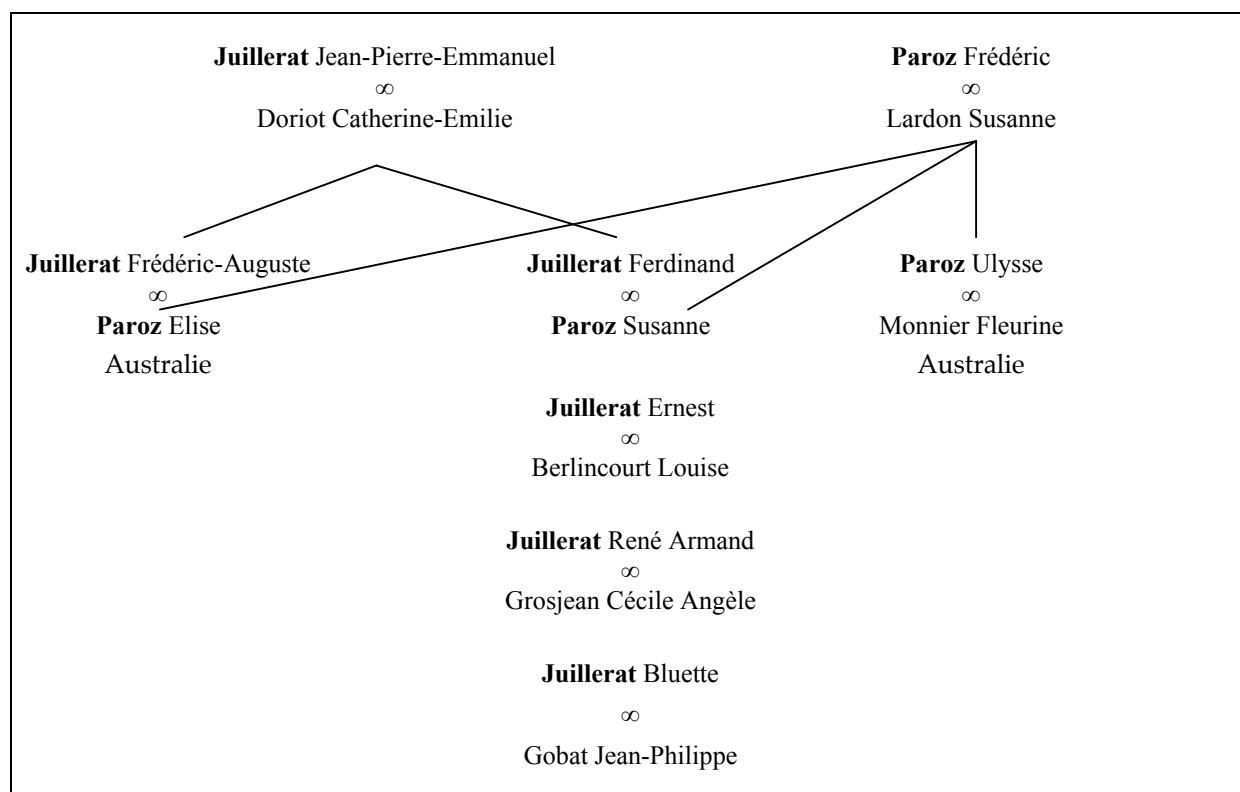 Juillerat Jean-Pierre-Emmanuel
∞
Doriot Catherine-Emilie
Paroz Frédéric
∞
Lardon Susanne
Juillerat Frédéric-Auguste
∞
Paroz Elise
Australie
Juillerat Ferdinand
∞
Paroz Susanne
Paroz Ulysse
∞
Monnier Fleurine
Australie
Juillerat Ernest
∞
Berlincourt Louise
Juillerat René Armand
∞
Grosjean Cécile Angèle
Juillerat Bluette
∞
Gobat Jean-Philippe